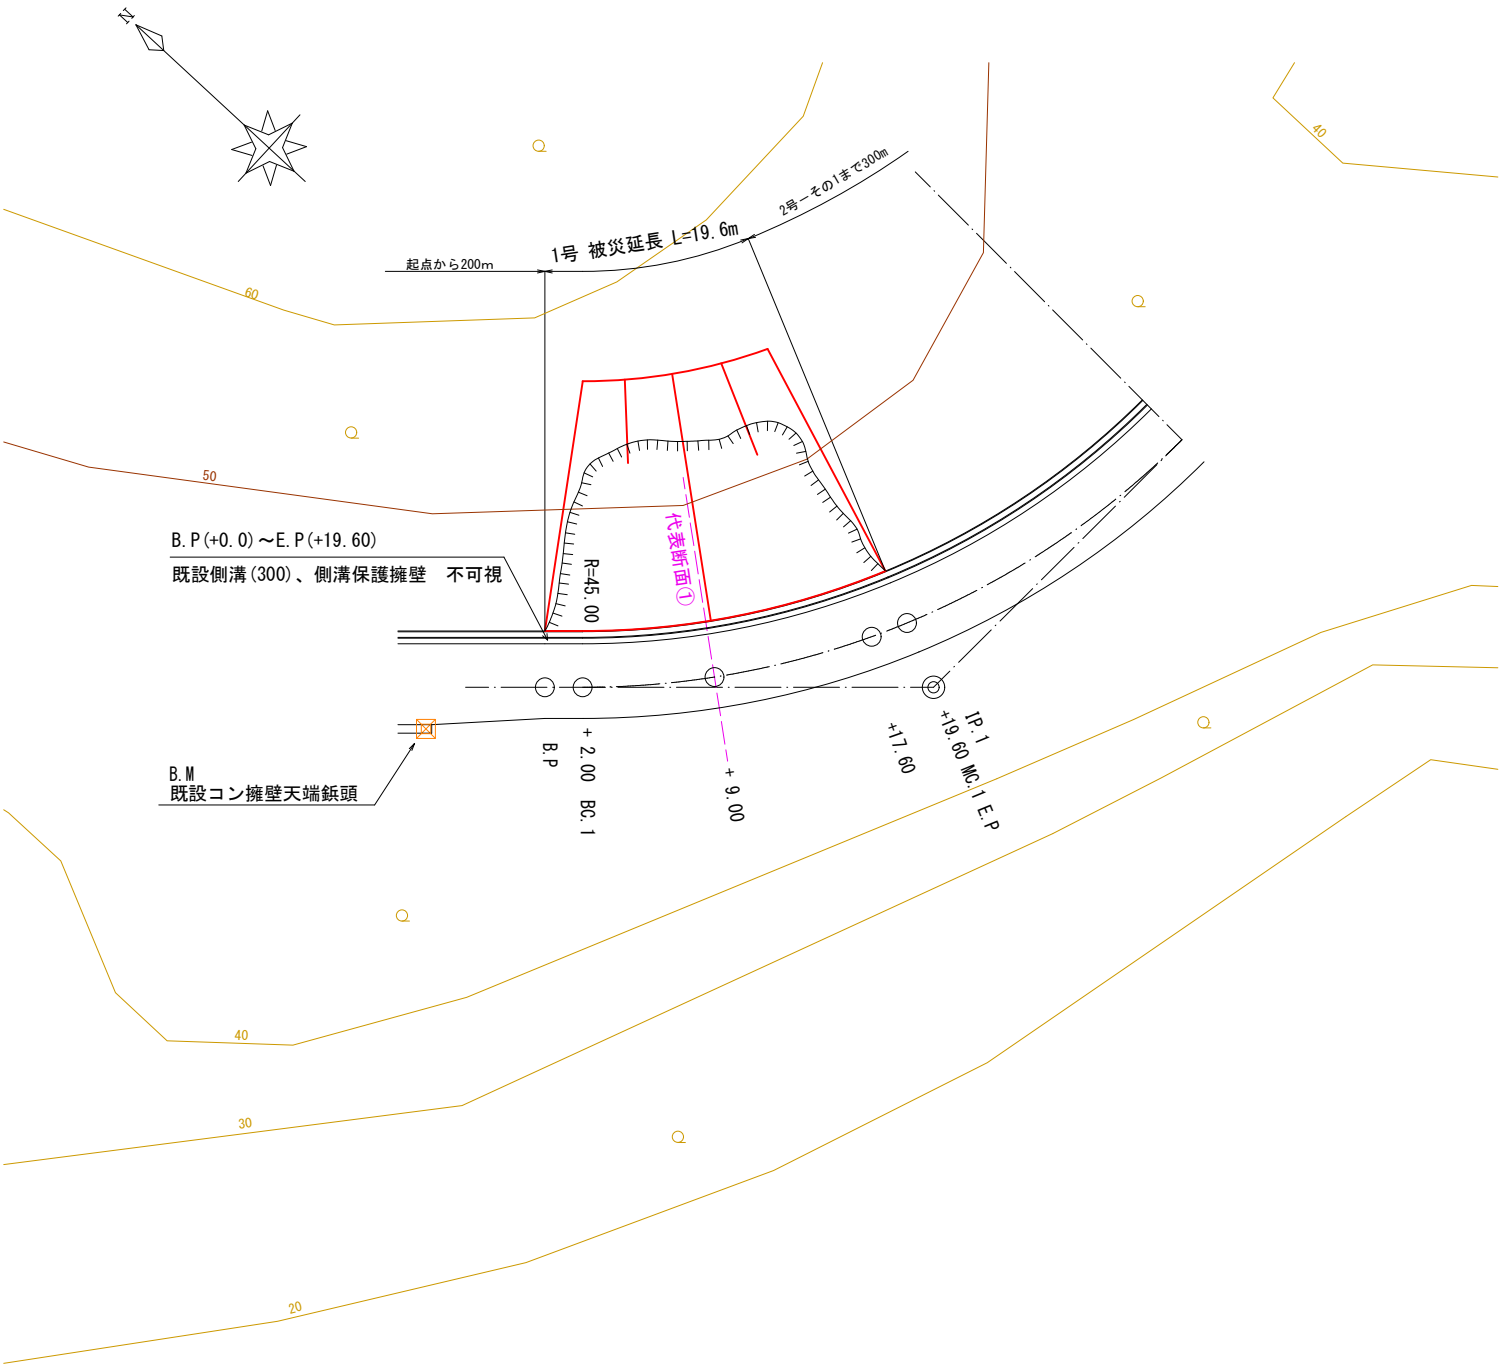 N
40
2号－その1まで300m
1号 被災延長 L=19.6m
起点から200m
60
50
B.P(+0.0)～E.P(+19.60)
既設側溝(300)、側溝保護擁壁　不可視
R=45.00
代表断面①
B.M
既設コン擁壁天端鋲頭
B.P
+ 2.00 BC.1
+ 9.00
+17.60
+19.60 MC.1 E.P
IP.1
40
30
20